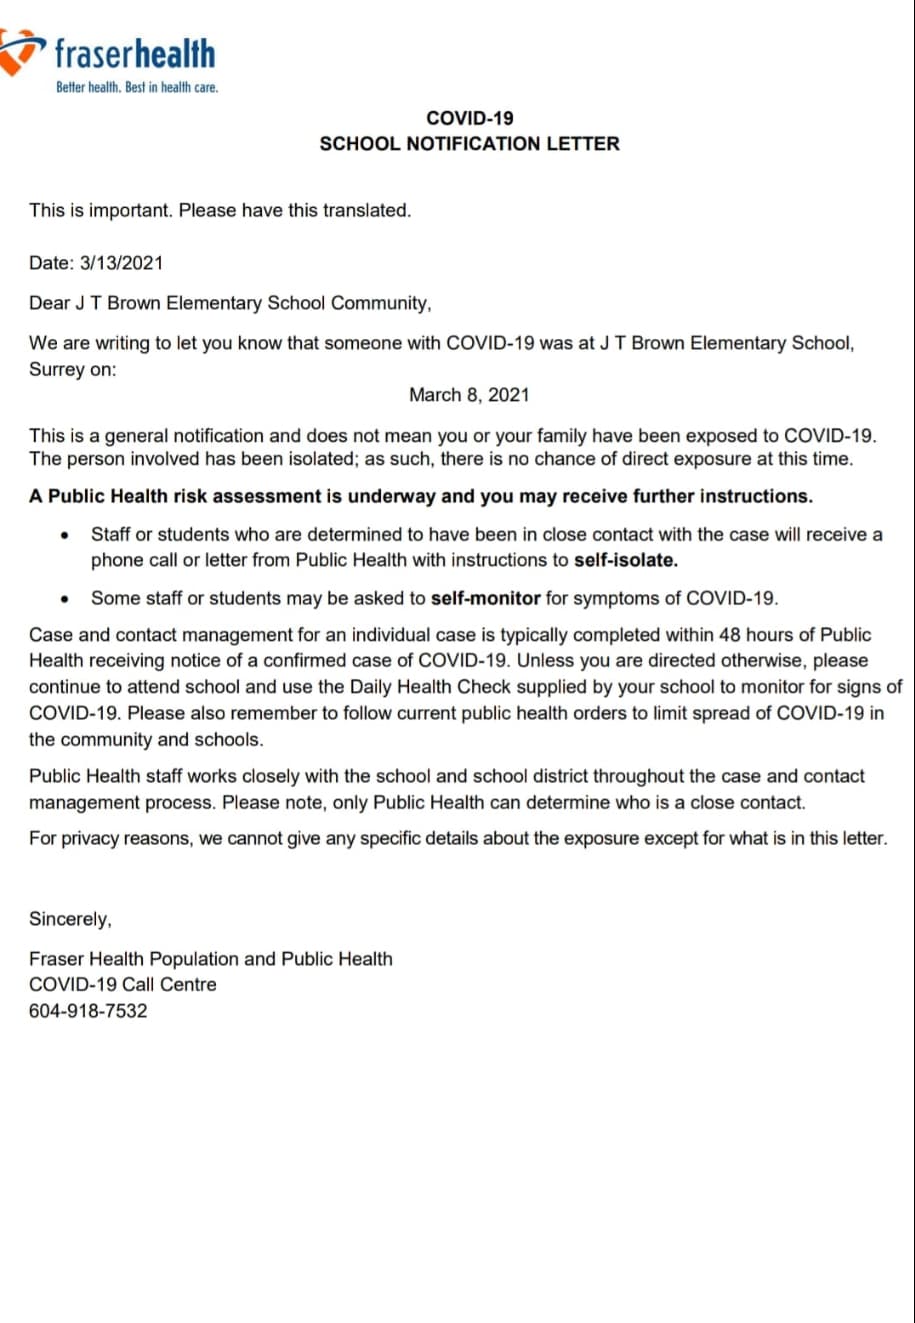 fraserhealth
Better health. Best in health care.
COVID-19
SCHOOL NOTIFICATION LETTER
This is important. Please have this translated.
Date: 3/13/2021
Dear J T Brown Elementary School Community,
We are writing to let you know that someone with COVID-19 was at J T Brown Elementary School,
Surrey on:
March 8, 2021
This is a general notification and does not mean you or your family have been exposed to COVID-19.
The person involved has been isolated; as such, there is no chance of direct exposure at this time.
A Public Health risk assessment is underway and you may receive further instructions.
• Staff or students who are determined to have been in close contact with the case will receive a
phone call or letter from Public Health with instructions to self-isolate.
• Some staff or students may be asked to self-monitor for symptoms of COVID-19.
Case and contact management for an individual case is typically completed within 48 hours of Public
Health receiving notice of a confirmed case of COVID-19. Unless you are directed otherwise, please
continue to attend school and use the Daily Health Check supplied by your school to monitor for signs of
COVID-19. Please also remember to follow current public health orders to limit spread of COVID-19 in
the community and schools.
Public Health staff works closely with the school and school district throughout the case and contact
management process. Please note, only Public Health can determine who is a close contact.
For privacy reasons, we cannot give any specific details about the exposure except for what is in this letter.
Sincerely,
Fraser Health Population and Public Health
COVID-19 Call Centre
604-918-7532